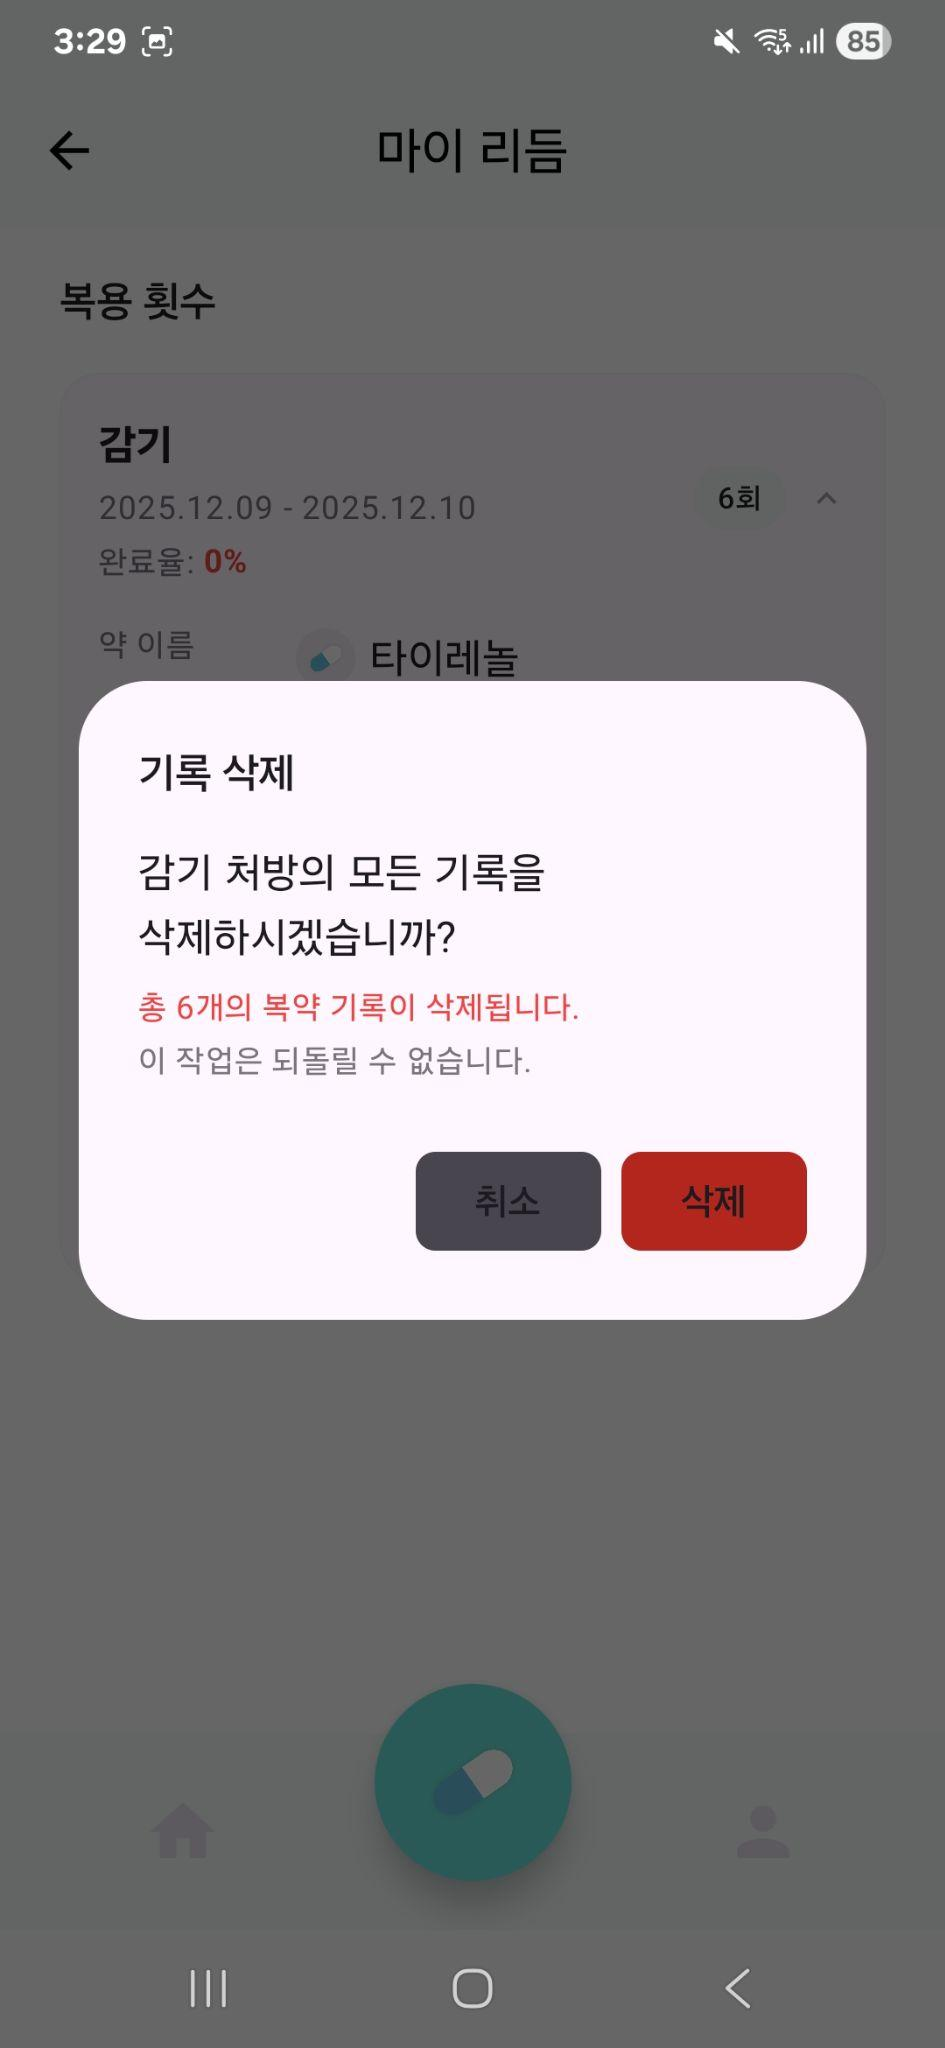 3:29
5
85
마이 리듬
복용 횟수
감기
2025.12.09 - 2025.12.10
6회
완료율: 0%
약 이름
타이레놀
기록 삭제
감기 처방의 모든 기록을
삭제하시겠습니까?
총 6개의 복약 기록이 삭제됩니다.
이 작업은 되돌릴 수 없습니다.
취소
삭제